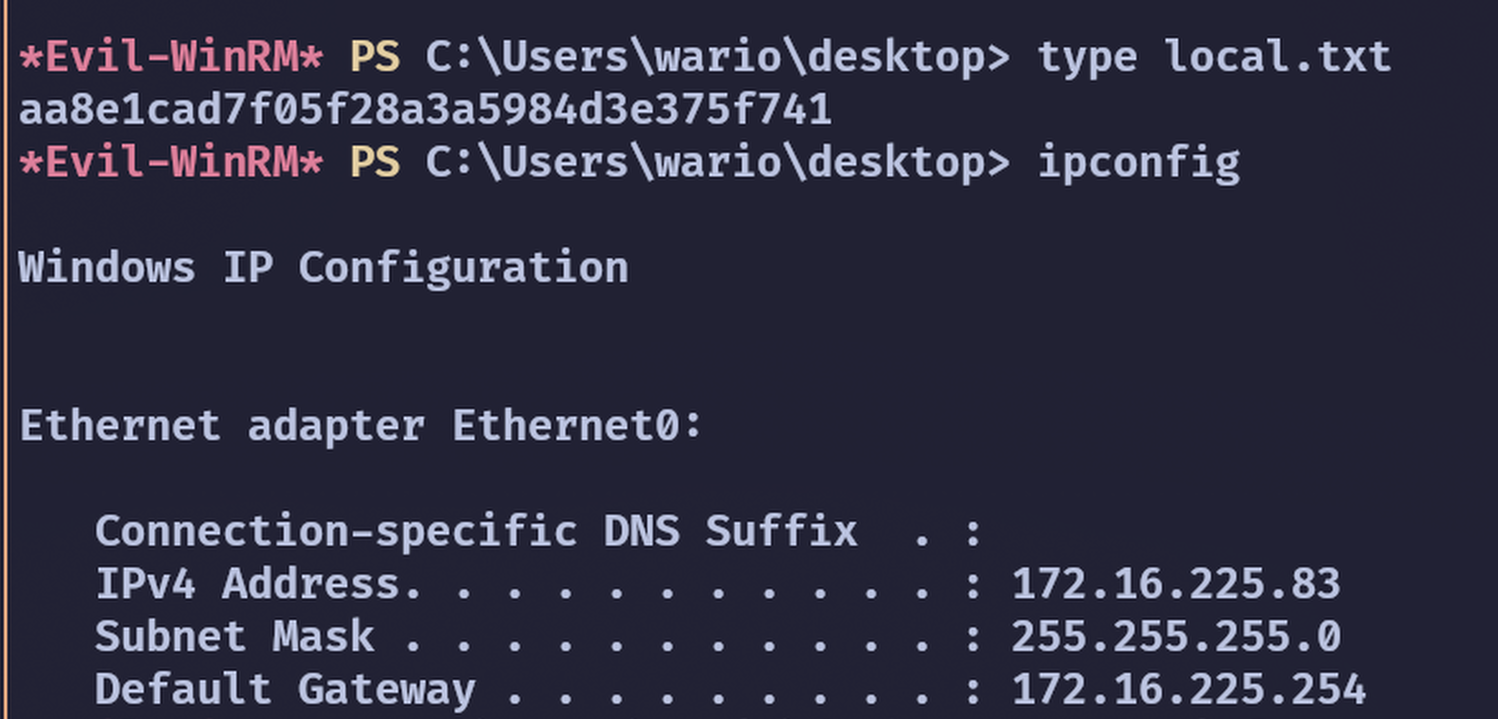 *Evil-WinRM* PS C:\Users\wario\desktop> type local.txt
aa8e1cad7f05f28a3a5984d3e375f741
*Evil-WinRM* PS C:\Users\wario\desktop> ipconfig
Windows IP Configuration
Ethernet adapter Ethernet0:
Connection-specific DNS Suffix  . :
IPv4 Address. . . . . . . . . . . : 172.16.225.83
Subnet Mask . . . . . . . . . . . : 255.255.255.0
Default Gateway . . . . . . . . . : 172.16.225.254